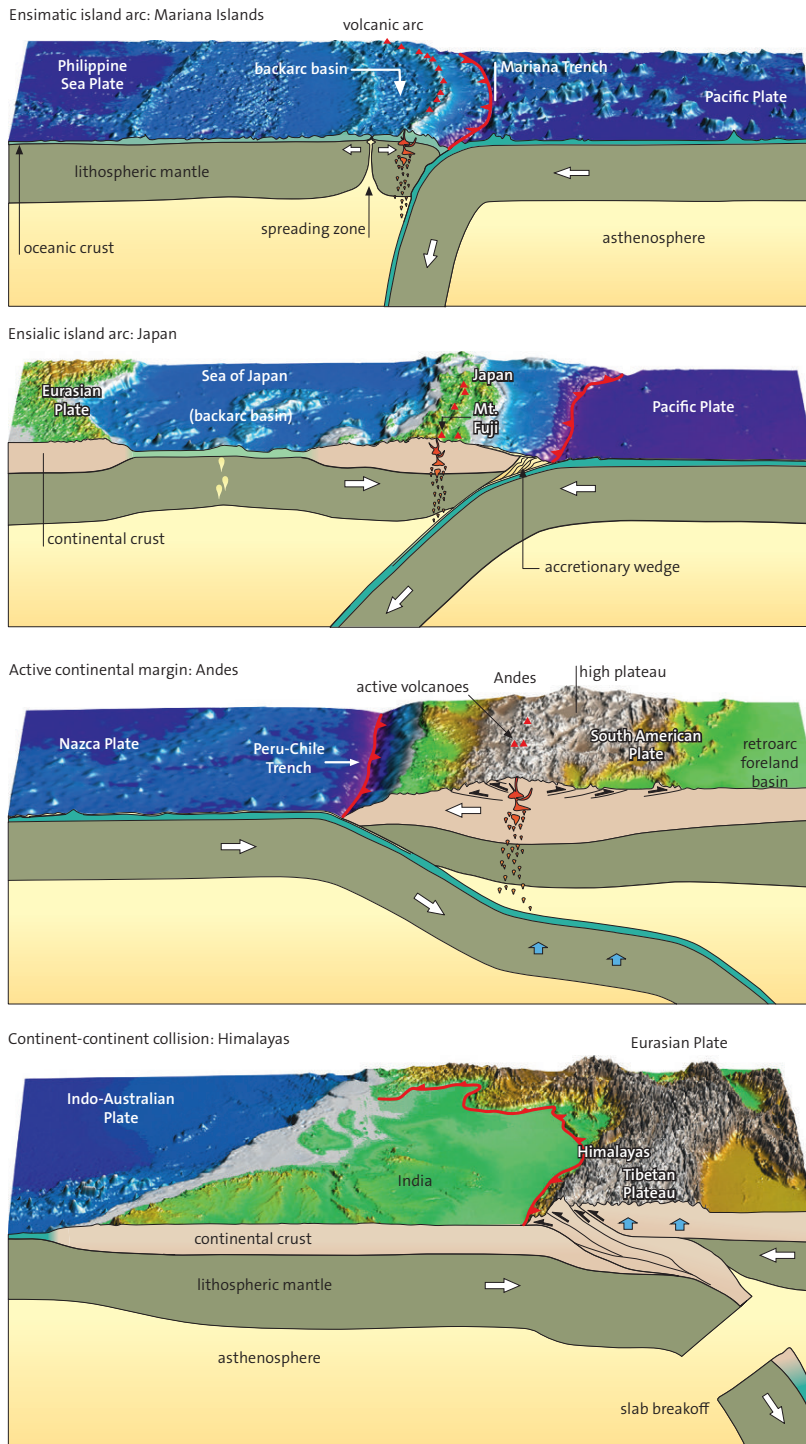 Ensimatic island arc: Mariana Islands
volcanic arc
Philippine
Sea Plate
backarc basin
Mariana Trench
Pacific Plate
lithospheric mantle
spreading zone
asthenosphere
oceanic crust
Ensialic island arc: Japan
Eurasian
Plate
Sea of Japan
(backarc basin)
Japan
Mt.
Fuji
Pacific Plate
continental crust
accretionary wedge
Active continental margin: Andes
active volcanoes
Andes
high plateau
Nazca Plate
Peru-Chile
Trench
South American
Plate
retroarc
foreland
basin
Continent-continent collision: Himalayas
Eurasian Plate
Indo-Australian
Plate
Himalayas
Tibetan
Plateau
India
continental crust
lithospheric mantle
asthenosphere
slab breakoff